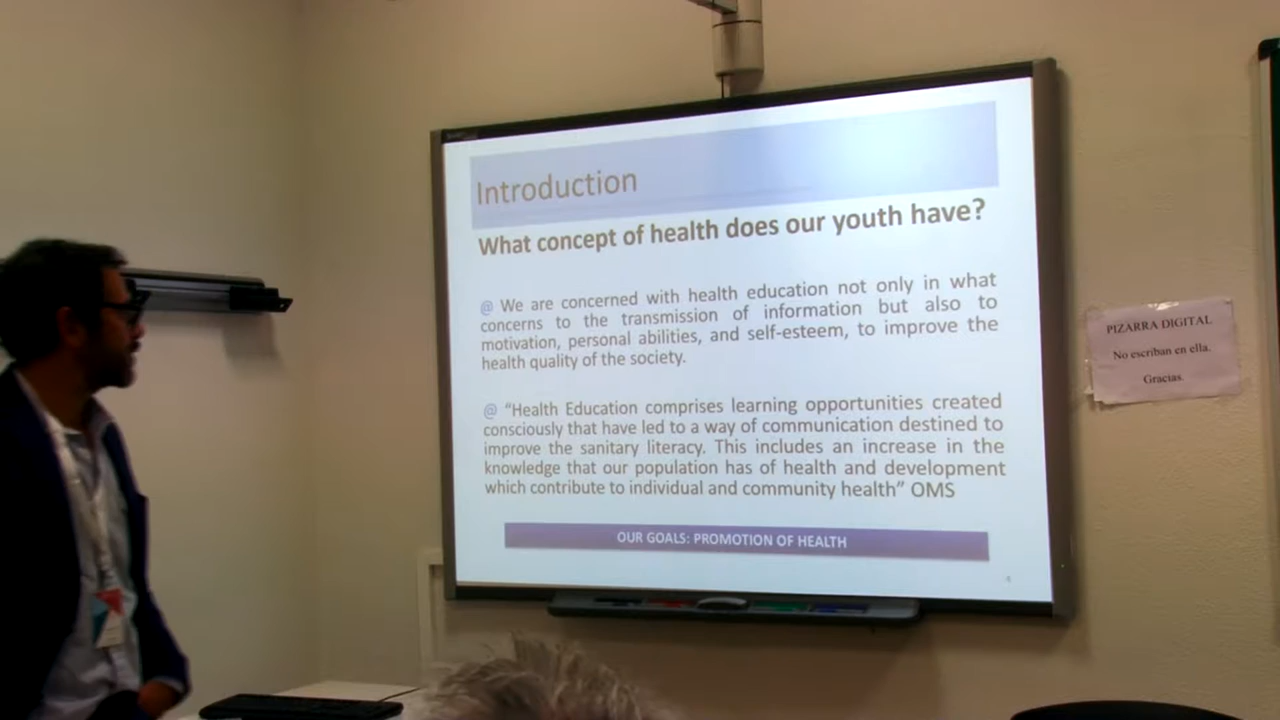 Introduction
What concept of health does our youth have?
@ We are concerned with health education not only in what
concerns to the transmission of information but also to
motivation, personal abilities, and self-esteem, to improve the
health quality of the society.
@ “Health Education comprises learning opportunities created
consciously that have led to a way of communication destined to
improve the sanitary literacy. This includes an increase in the
knowledge that our population has of health and development
which contribute to individual and community health” OMS
OUR GOALS: PROMOTION OF HEALTH
4
PIZARRA DIGITAL
No escriban en ella.
Gracias.